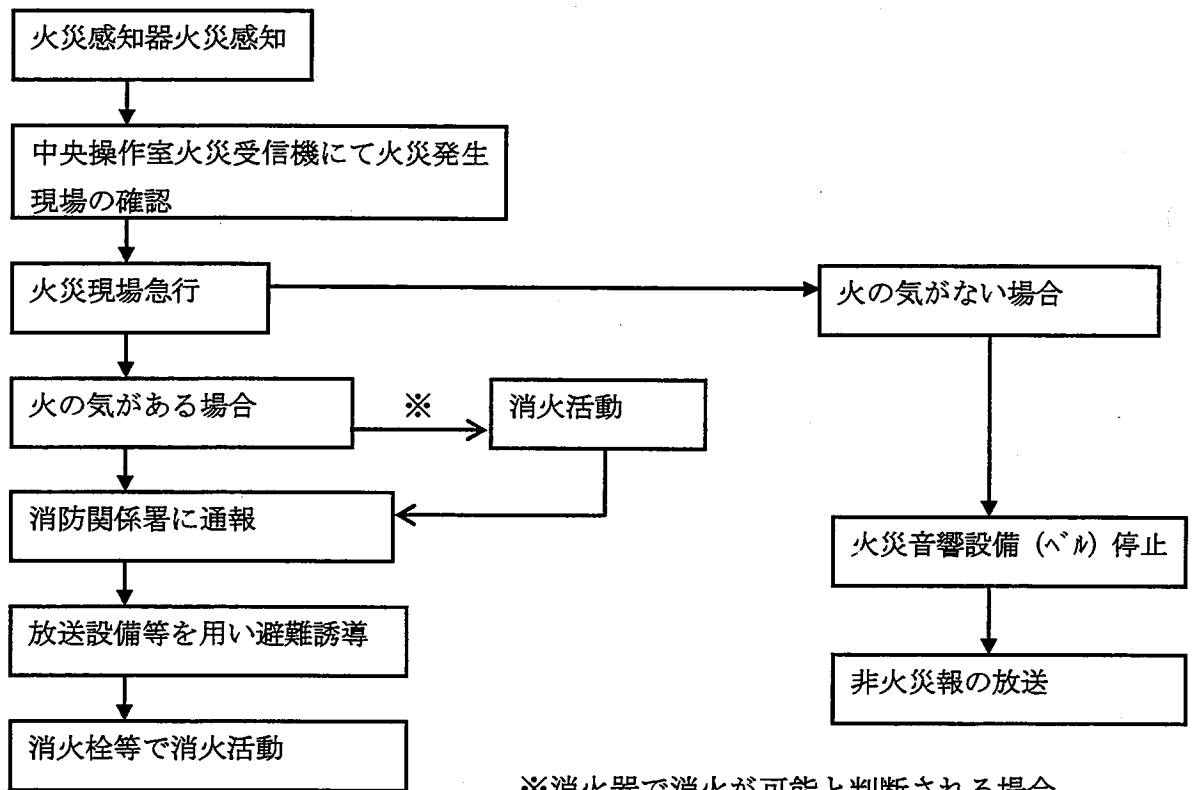 火災感知器火災感知
中央操作室火災受信機にて火災発生
現場の確認
火災現場急行
火の気がない場合
火の気がある場合
※
消火活動
消防関係署に通報
火災音響設備（ﾍﾞﾙ）停止
放送設備等を用い避難誘導
非火災報の放送
消火栓等で消火活動
※消火器で消火が可能と判断される場合